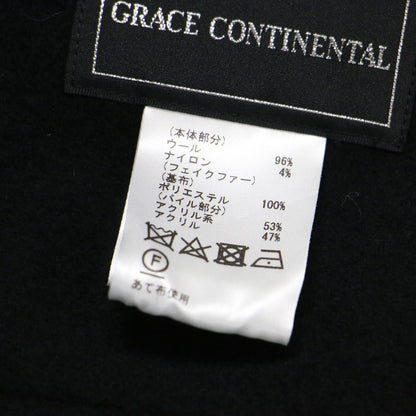 GRACE CONTINENTAL
(本体部分)
ウール 96%
ナイロン 4%
(フェイクファー)
(基布)
ポリエステル 100%
(パイル部分)
アクリル系 53%
アクリル 47%
F
あて布使用